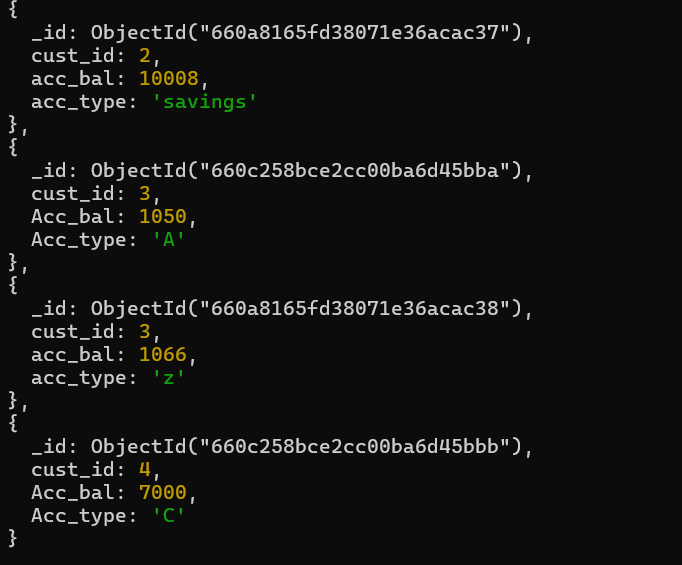 {
_id: ObjectId("660a8165fd38071e36acac37"),
cust_id: 2,
acc_bal: 10008,
acc_type: 'savings'
},
{
_id: ObjectId("660c258bce2cc00ba6d45bba"),
cust_id: 3,
Acc_bal: 1050,
Acc_type: 'A'
},
{
_id: ObjectId("660a8165fd38071e36acac38"),
cust_id: 3,
acc_bal: 1066,
acc_type: 'z'
},
{
_id: ObjectId("660c258bce2cc00ba6d45bbb"),
cust_id: 4,
Acc_bal: 7000,
Acc_type: 'C'
}